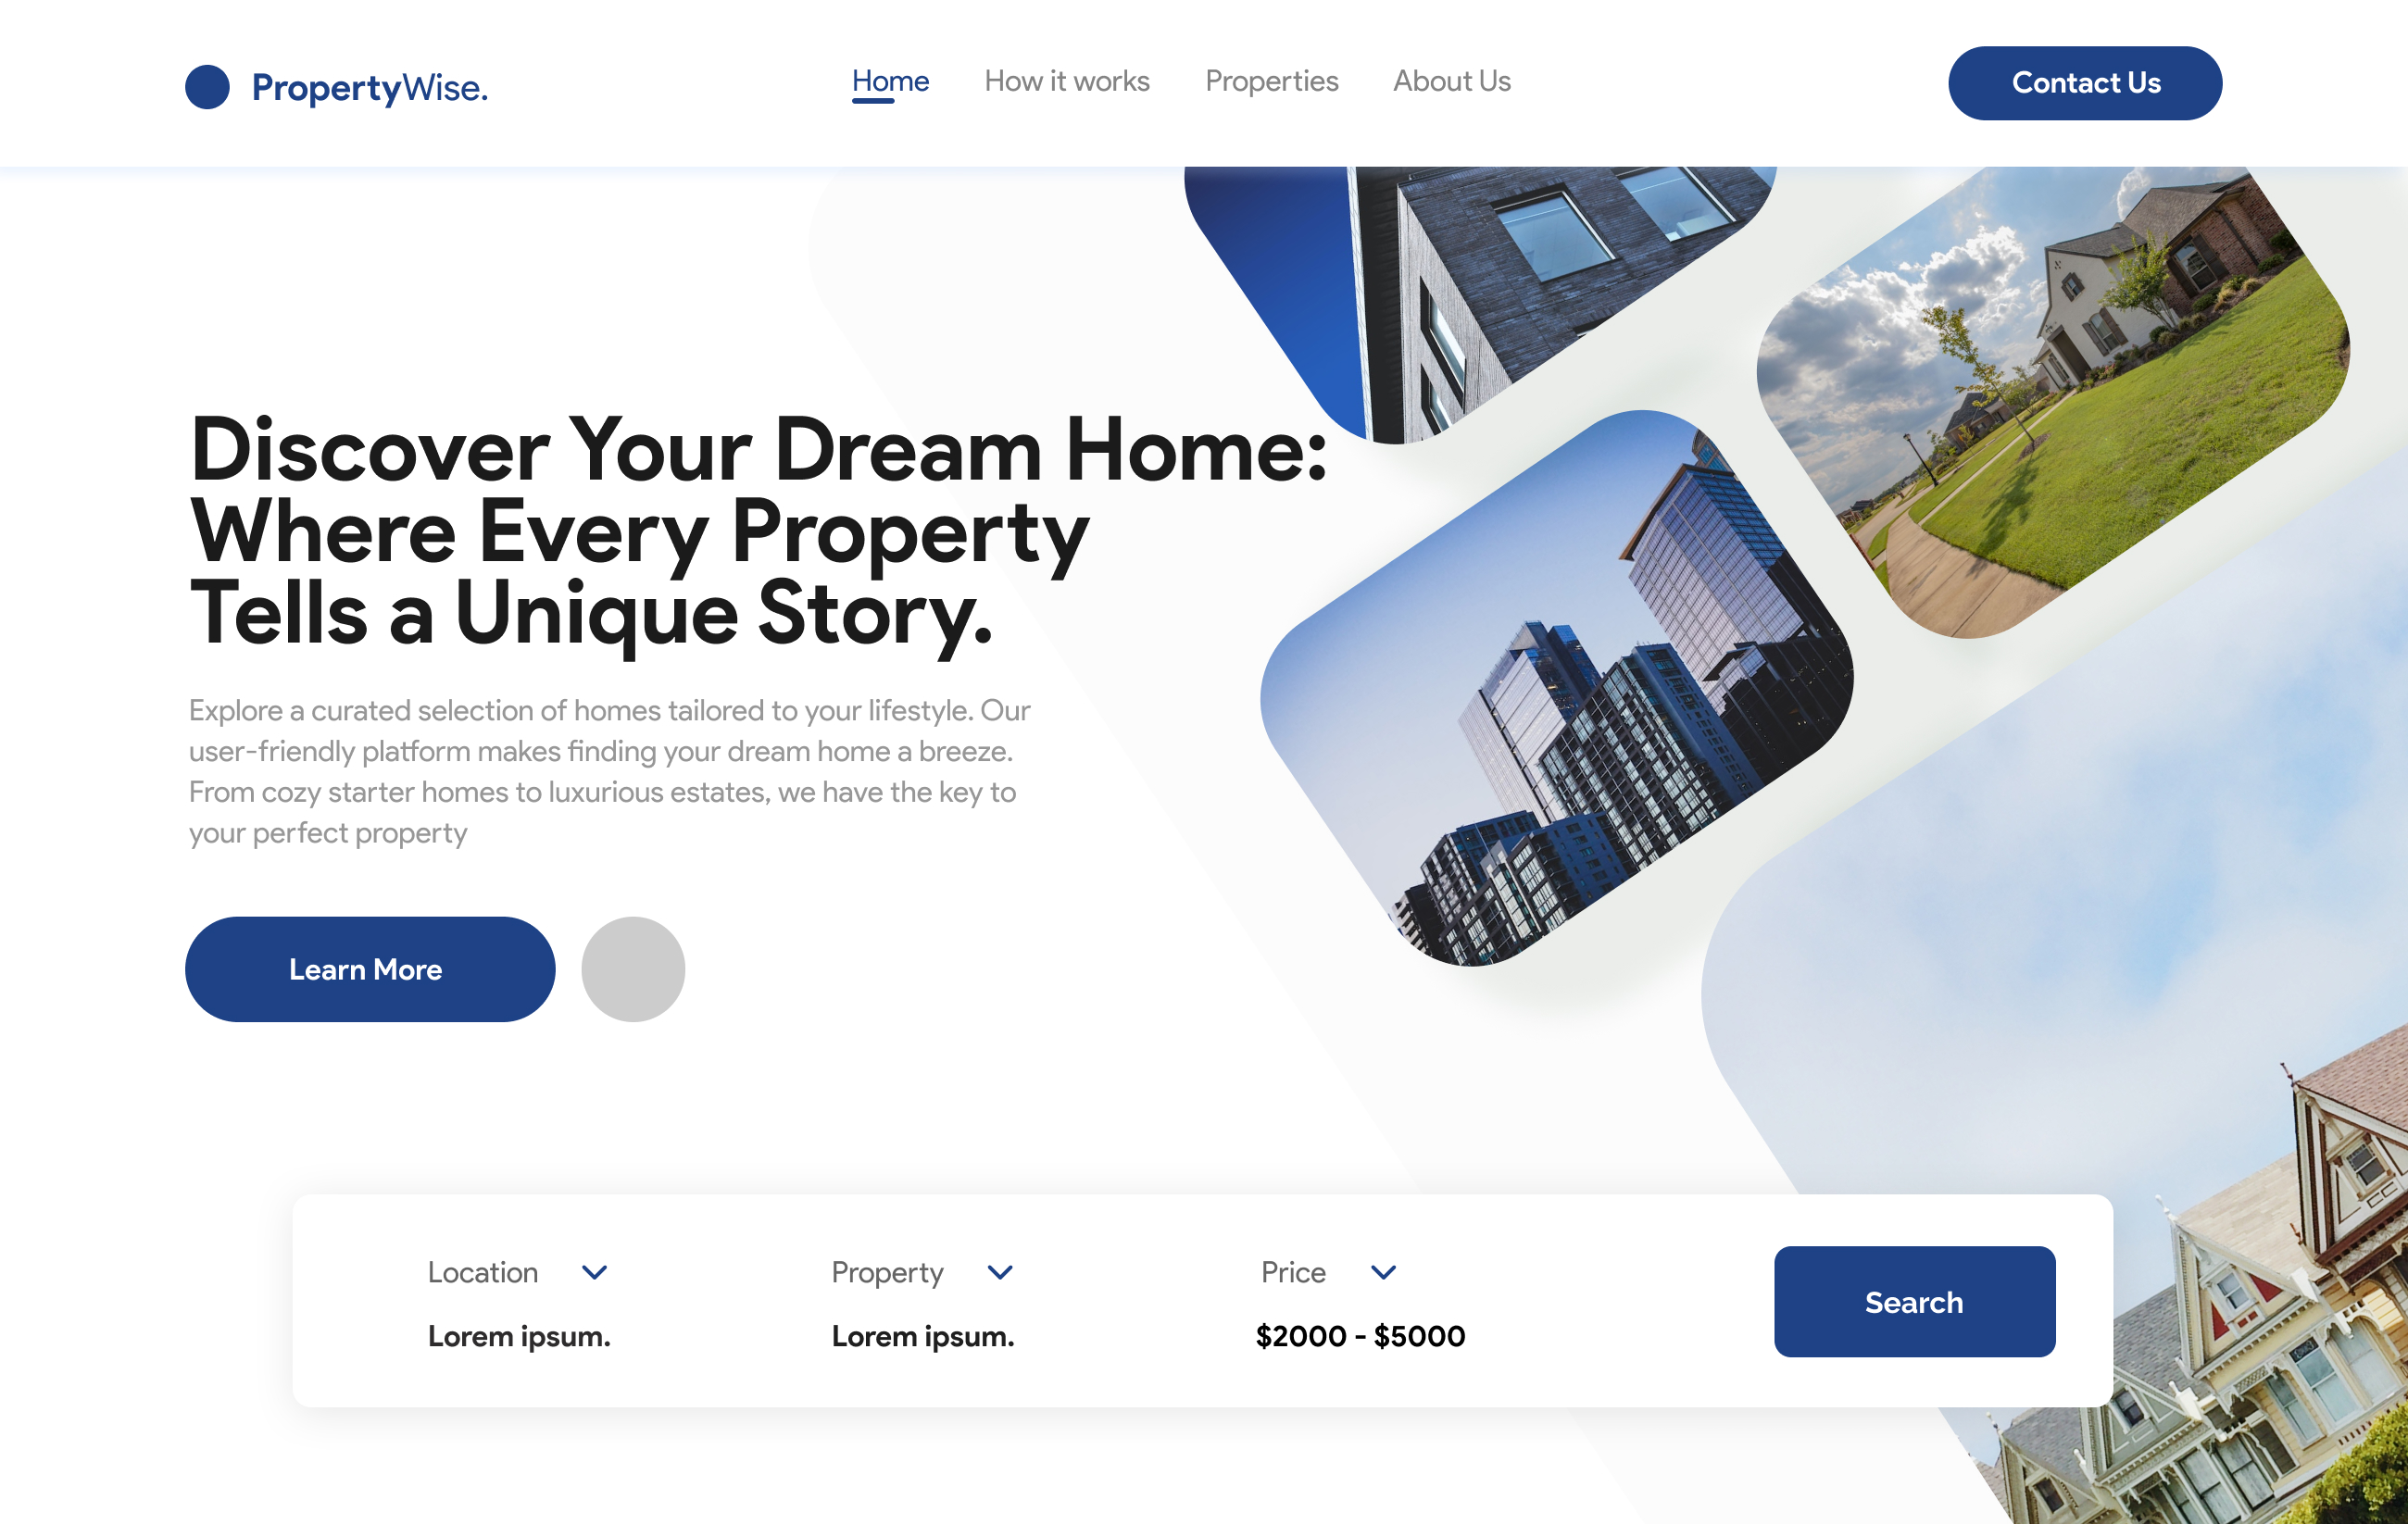 PropertyWise.
Home
How it works
Properties
About Us
Contact Us
Discover Your Dream Home:
Where Every Property
Tells a Unique Story.
Explore a curated selection of homes tailored to your lifestyle. Our
user-friendly platform makes finding your dream home a breeze.
From cozy starter homes to luxurious estates, we have the key to
your perfect property
Learn More
Location
Lorem ipsum.
Property
Lorem ipsum.
Price
$2000 - $5000
Search